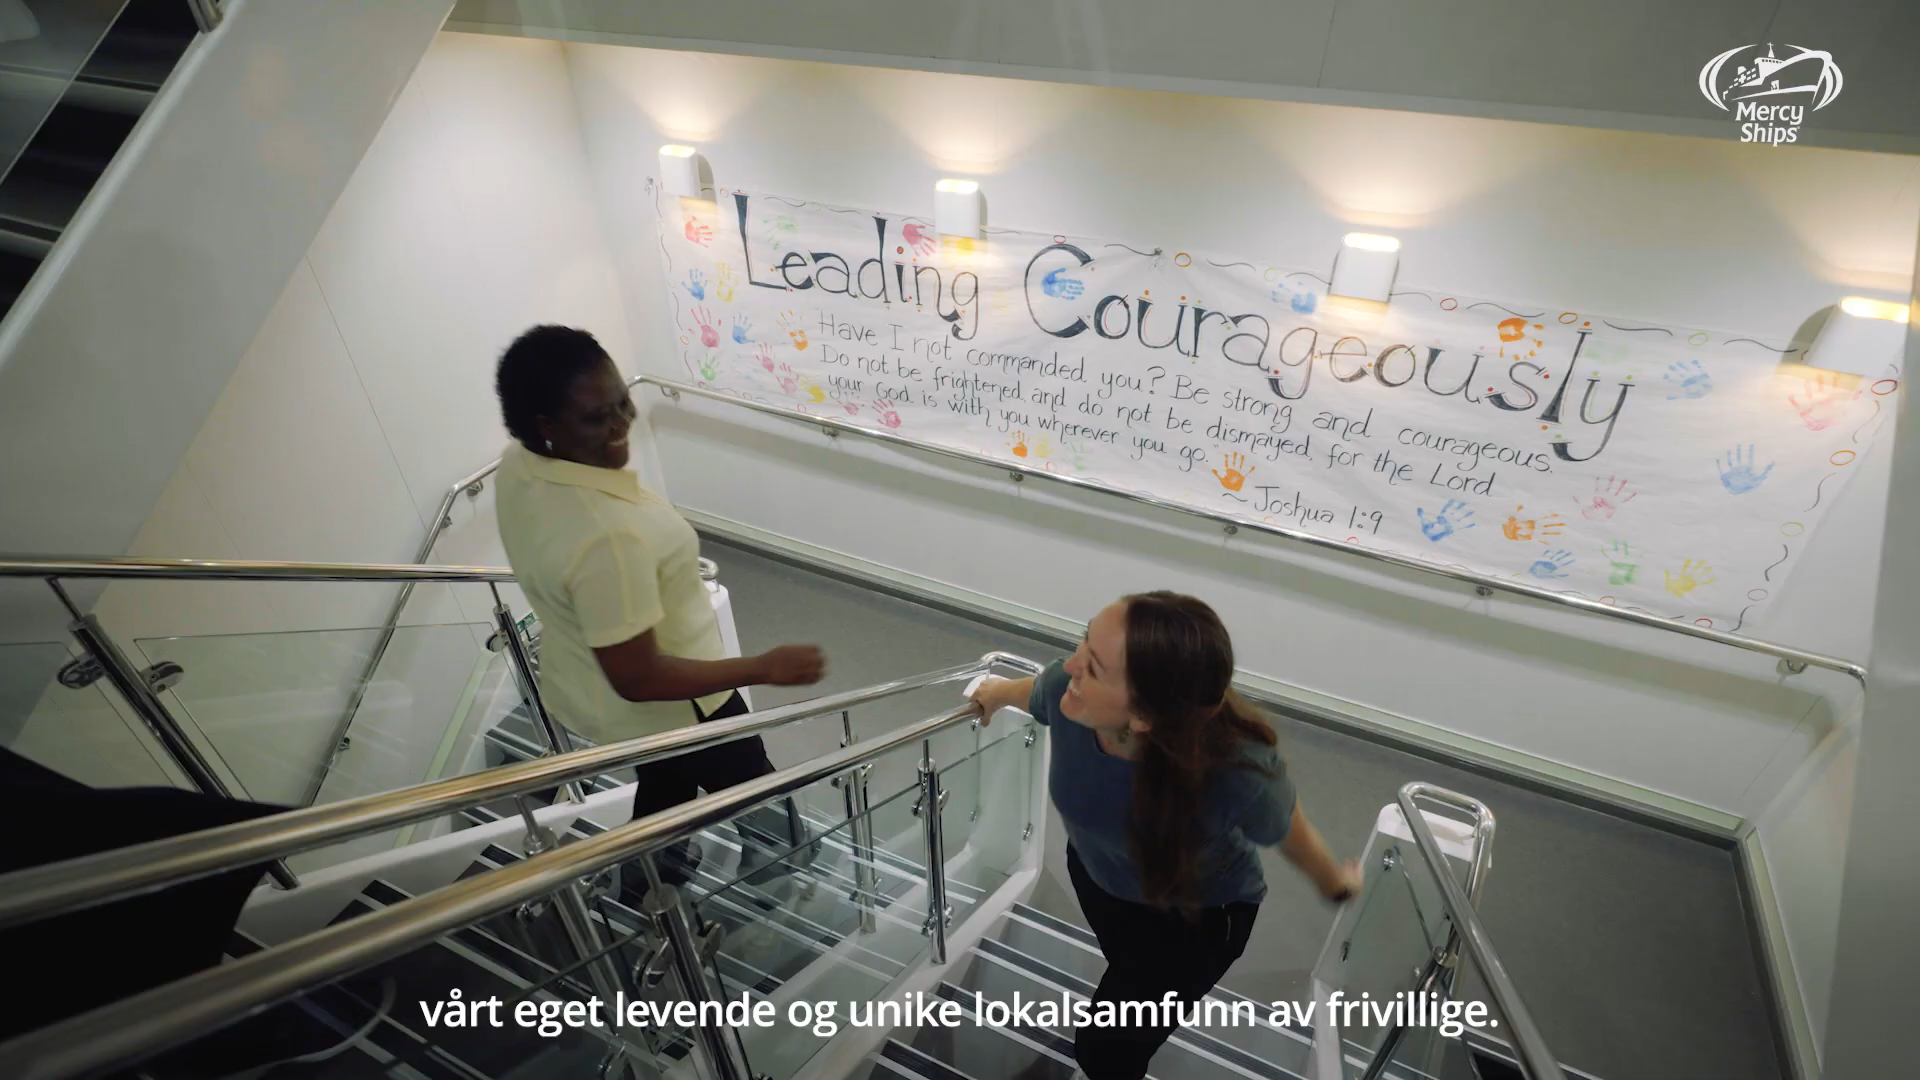 Mercy
Ships
Leading Courageously
Have I not commanded you? Be strong and courageous.
Do not be frightened, and do not be dismayed, for the Lord
your God is with you wherever you go.
~Joshua 1:9
vårt eget levende og unike lokalsamfunn av frivillige.